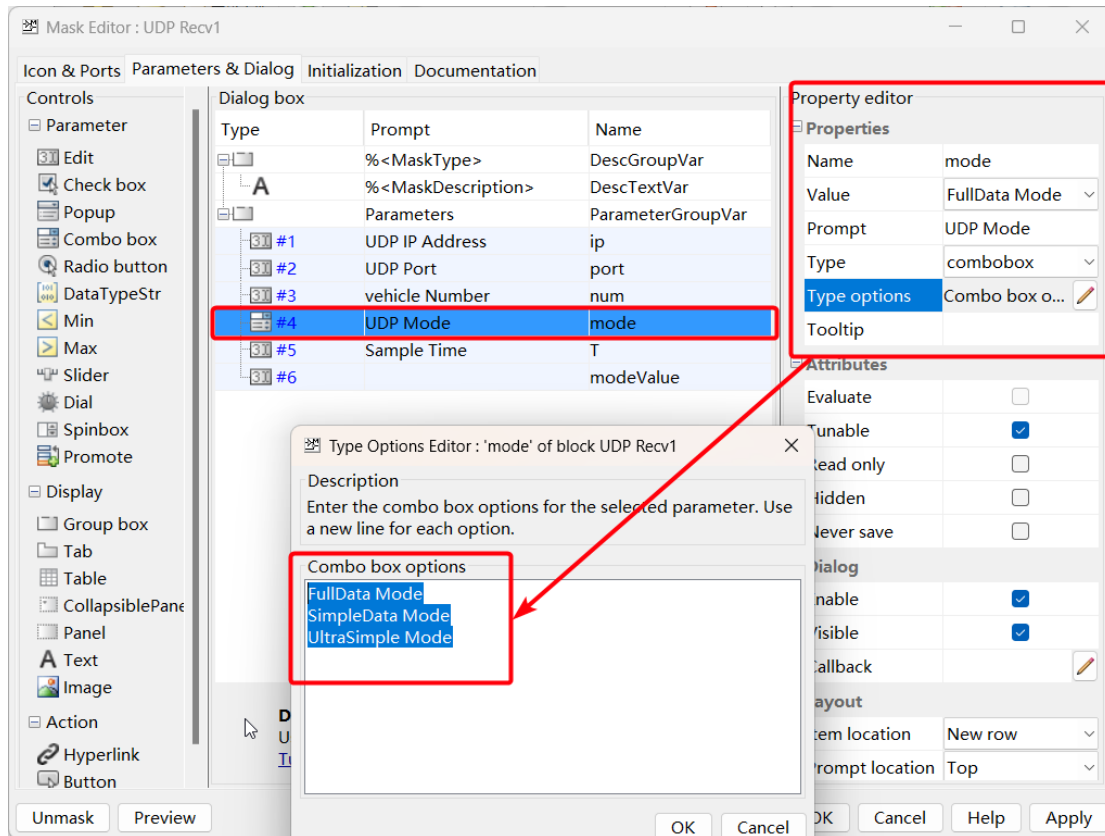 Mask Editor : UDP Recv1
Icon & Ports Parameters & Dialog Initialization Documentation
Controls
Parameter
Edit
Check box
Popup
Combo box
Radio button
DataTypeStr
Min
Max
Slider
Dial
Spinbox
Promote
Display
Group box
Tab
Table
CollapsiblePane
Panel
Text
Image
Action
Hyperlink
Button
Dialog box
Type Prompt Name
%<MaskType> DescGroupVar
A %<MaskDescription> DescTextVar
Parameters ParameterGroupVar
#1 UDP IP Address ip
#2 UDP Port port
#3 vehicle Number num
#4 UDP Mode mode
#5 Sample Time T
#6 modeValue
Property editor
Properties
Name mode
Value FullData Mode
Prompt UDP Mode
Type combobox
Type options Combo box o...
Tooltip
Attributes
Evaluate
Tunable
Read only
Hidden
Never save
Dialog
Enable
Visible
Callback
Layout
Item location New row
Prompt location Top
Type Options Editor : 'mode' of block UDP Recv1
Description
Enter the combo box options for the selected parameter. Use
a new line for each option.
Combo box options
FullData Mode
SimpleData Mode
UltraSimple Mode
OK Cancel
Unmask Preview
OK Cancel Help Apply